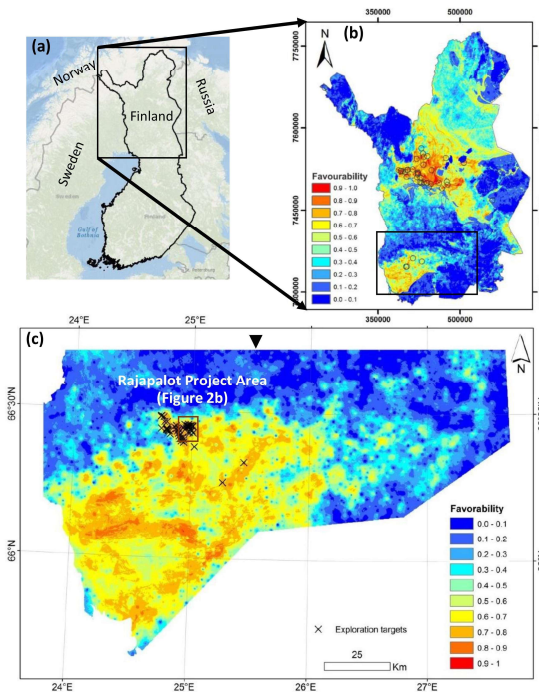 (a)
Norway
Russia
Finland
Sweden
Gulf of
Bothnia
(b)
350000
500000
N
7750000
7600000
7450000
Favourability
0.9 - 1.0
0.8 - 0.9
0.7 - 0.8
0.6 - 0.7
0.5 - 0.6
0.4 - 0.5
0.3 - 0.4
0.2 - 0.3
0.1 - 0.2
0.0 - 0.1
350000
500000
(c)
24°E
25°E
N
Rajapalot Project Area
(Figure 2b)
66°30'N
66°N
Favorability
0.0 - 0.1
0.1 - 0.2
0.2 - 0.3
0.3 - 0.4
0.4 - 0.5
0.5 - 0.6
0.6 - 0.7
0.7 - 0.8
0.8 - 0.9
0.9 - 1
Exploration targets
25
Km
24°E
25°E
26°E
27°E